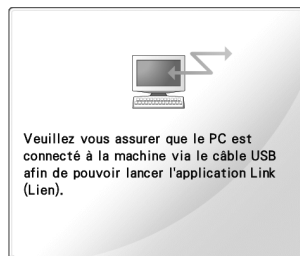 Veuillez vous assurer que le PC est
connecté à la machine via le câble USB
afin de pouvoir lancer l'application Link
(Lien).